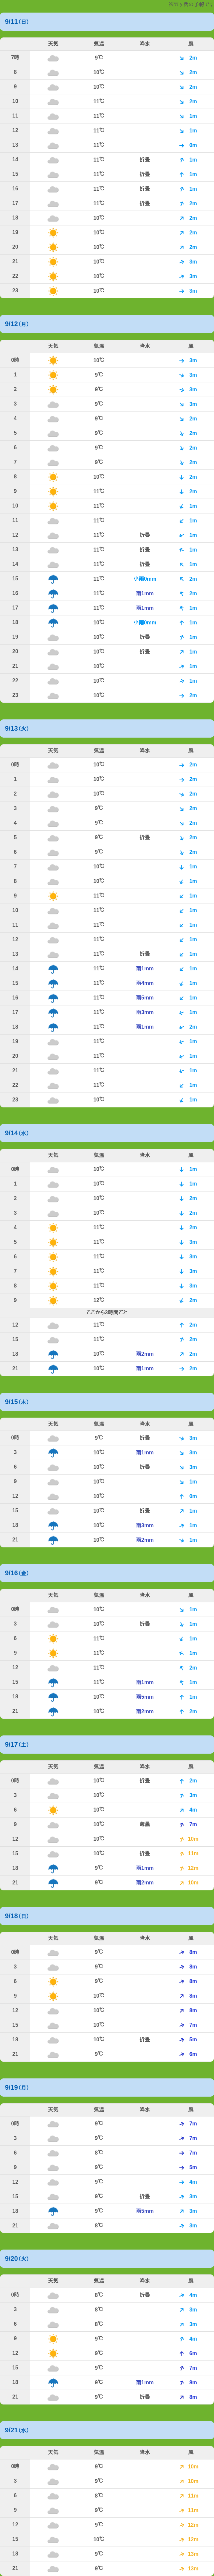 9/11(日)
天気 気温 降水 風
7時 9℃ 2m
8 10℃ 2m
9 10℃ 2m
10 11℃ 2m
11 11℃ 1m
12 11℃ 1m
13 11℃ 0m
14 11℃ 折畳 1m
15 11℃ 折畳 1m
16 11℃ 折畳 1m
17 11℃ 折畳 2m
18 10℃ 2m
19 10℃ 2m
20 10℃ 2m
21 10℃ 3m
22 10℃ 3m
23 10℃ 3m
9/12(月)
天気 気温 降水 風
0時 10℃ 3m
1 9℃ 3m
2 9℃ 3m
3 9℃ 3m
4 9℃ 2m
5 9℃ 2m
6 9℃ 2m
7 9℃ 2m
8 10℃ 2m
9 11℃ 2m
10 11℃ 1m
11 11℃ 1m
12 11℃ 折畳 1m
13 11℃ 折畳 1m
14 11℃ 折畳 1m
15 11℃ 小雨0mm 2m
16 11℃ 雨1mm 2m
17 11℃ 雨1mm 1m
18 10℃ 小雨0mm 1m
19 10℃ 折畳 1m
20 10℃ 折畳 1m
21 10℃ 1m
22 10℃ 1m
23 10℃ 2m
9/13(火)
天気 気温 降水 風
0時 10℃ 2m
1 10℃ 2m
2 10℃ 2m
3 9℃ 2m
4 9℃ 2m
5 9℃ 折畳 2m
6 9℃ 2m
7 10℃ 1m
8 10℃ 1m
9 11℃ 1m
10 11℃ 1m
11 11℃ 1m
12 11℃ 1m
13 11℃ 折畳 1m
14 11℃ 雨1mm 1m
15 11℃ 雨4mm 1m
16 11℃ 雨5mm 1m
17 11℃ 雨3mm 1m
18 11℃ 雨1mm 2m
19 11℃ 1m
20 11℃ 1m
21 11℃ 1m
22 11℃ 1m
23 10℃ 1m
9/14(水)
天気 気温 降水 風
0時 10℃ 1m
1 10℃ 1m
2 10℃ 2m
3 10℃ 2m
4 11℃ 2m
5 11℃ 3m
6 11℃ 3m
7 11℃ 3m
8 11℃ 3m
9 12℃ 2m
ここから3時間ごと
12 11℃ 2m
15 11℃ 2m
18 10℃ 雨2mm 2m
21 10℃ 雨1mm 2m
9/15(木)
天気 気温 降水 風
0時 9℃ 折畳 3m
3 10℃ 雨1mm 3m
6 10℃ 折畳 3m
9 10℃ 1m
12 10℃ 0m
15 10℃ 折畳 1m
18 10℃ 雨3mm 1m
21 10℃ 雨2mm 1m
9/16(金)
天気 気温 降水 風
0時 10℃ 1m
3 10℃ 折畳 1m
6 11℃ 1m
9 11℃ 1m
12 11℃ 2m
15 11℃ 雨1mm 1m
18 10℃ 雨5mm 1m
21 10℃ 雨2mm 2m
9/17(土)
天気 気温 降水 風
0時 10℃ 折畳 2m
3 10℃ 3m
6 10℃ 4m
9 10℃ 7m
12 10℃ 10m
15 10℃ 折畳 11m
18 9℃ 雨1mm 12m
21 9℃ 雨2mm 10m
9/18(日)
天気 気温 降水 風
0時 9℃ 8m
3 9℃ 8m
6 9℃ 8m
9 10℃ 8m
12 10℃ 8m
15 10℃ 7m
18 10℃ 折畳 5m
21 9℃ 6m
9/19(月)
天気 気温 降水 風
0時 9℃ 7m
3 9℃ 7m
6 8℃ 7m
9 9℃ 5m
12 9℃ 4m
15 9℃ 折畳 3m
18 9℃ 雨5mm 3m
21 8℃ 3m
9/20(火)
天気 気温 降水 風
0時 8℃ 折畳 4m
3 8℃ 3m
6 8℃ 3m
9 9℃ 4m
12 9℃ 6m
15 9℃ 7m
18 9℃ 雨1mm 8m
21 9℃ 折畳 8m
9/21(水)
天気 気温 降水 風
0時 9℃ 10m
3 9℃ 10m
6 8℃ 11m
9 9℃ 11m
12 9℃ 12m
15 10℃ 12m
18 9℃ 13m
21 9℃ 13m